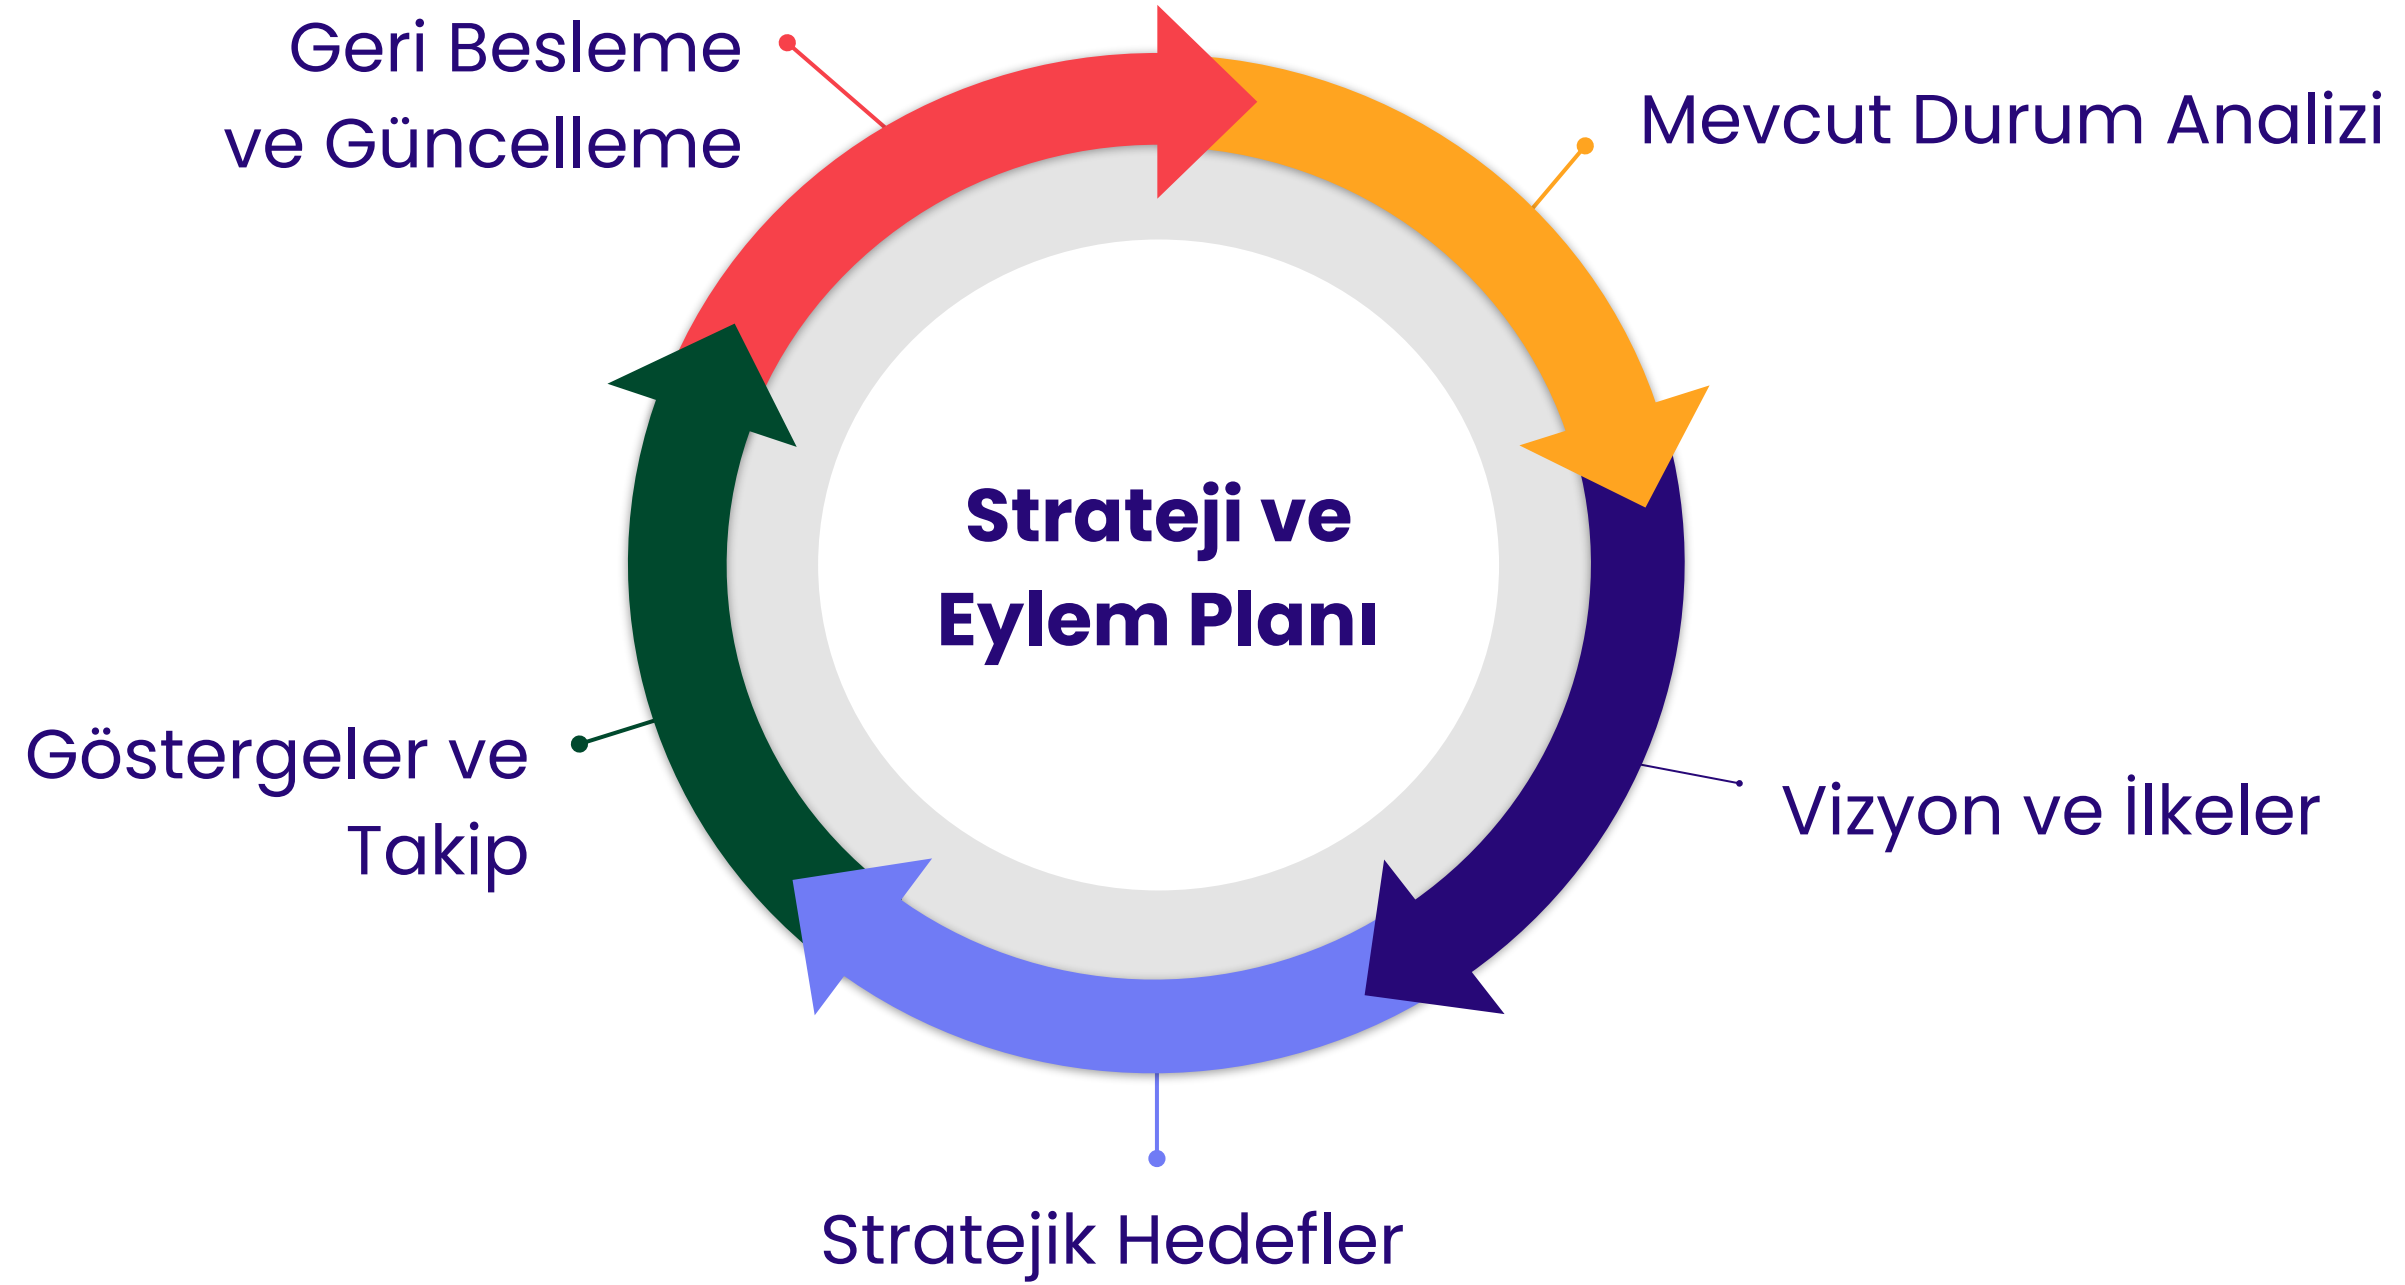 Geri Besleme
ve Güncelleme
Mevcut Durum Analizi
Strateji ve
Eylem Planı
Göstergeler ve
Takip
Vizyon ve İlkeler
Stratejik Hedefler